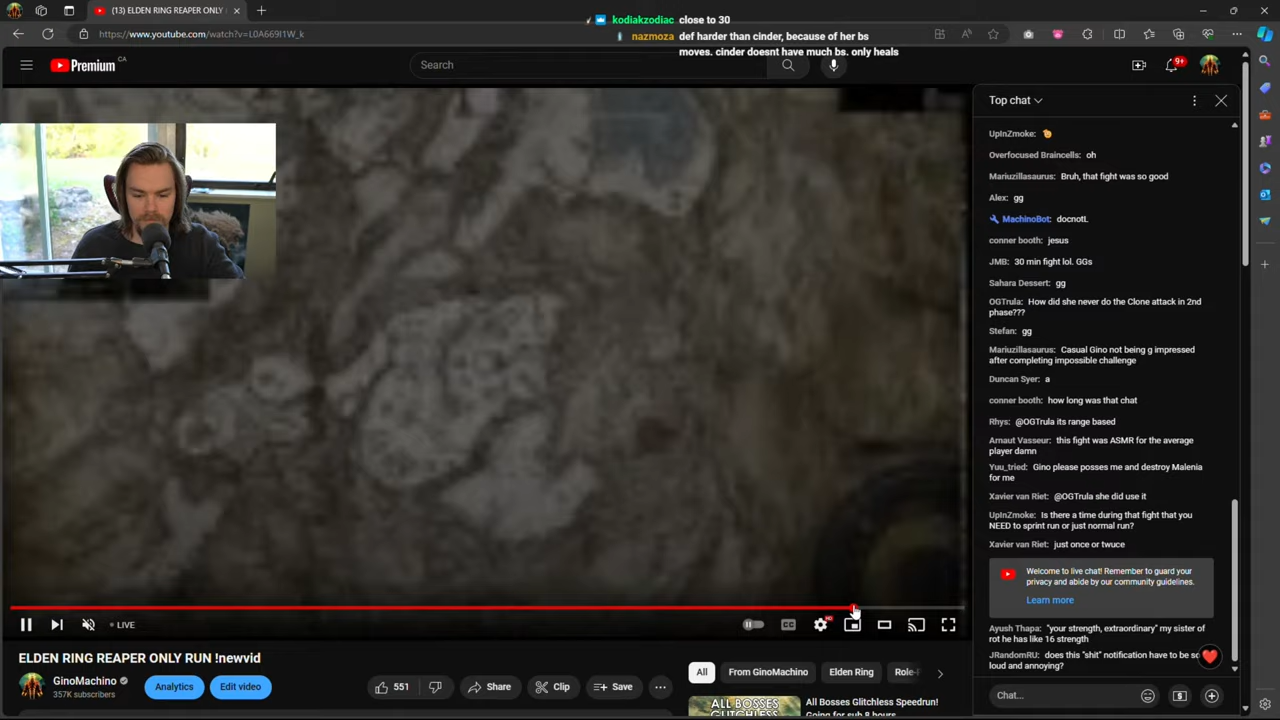 (13) ELDEN RING REAPER ONLY
https://www.youtube.com/watch?v=L0A669I1W_k
kodiakzodiac close to 30
nazmoza def harder than cinder, because of her bs
moves. cinder doesnt have much bs. only heals
Premium CA
Search
9+
Top chat
UpInZmoke:
Overfocused Braincells: oh
Mariuzillasaurus: Bruh, that fight was so good
Alex: gg
MachinoBot: docnotL
conner booth: jesus
JMB: 30 min fight lol. GGs
Sahara Dessert: gg
OGTrula: How did she never do the Clone attack in 2nd
phase???
Stefan: gg
Mariuzillasaurus: Casual Gino not being g impressed
after completing impossible challenge
Duncan Syer: a
conner booth: how long was that chat
Rhys: @OGTrula its range based
Arnaut Vasseur: this fight was ASMR for the average
player damn
Yuu_tried: Gino please posses me and destroy Malenia
for me
Xavier van Riet: @OGTrula she did use it
UpInZmoke: Is there a time during that fight that you
NEED to sprint run or just normal run?
Xavier van Riet: just once or twuce
Welcome to live chat! Remember to guard your
privacy and abide by our community guidelines.
Learn more
Ayush Thapa: "your strength, extraordinary" my sister of
rot he has like 16 strength
JRandomRU: does this "shit" notification have to be so
loud and annoying?
Chat...
LIVE
CC
HD
ELDEN RING REAPER ONLY RUN !newvid
GinoMachino
357K subscribers
Analytics
Edit video
551
Share
Clip
Save
All
From GinoMachino
Elden Ring
Role-
ALL BOSSES
GLITCHLESS
All Bosses Glitchless Speedrun!
Going for sub 8 hours